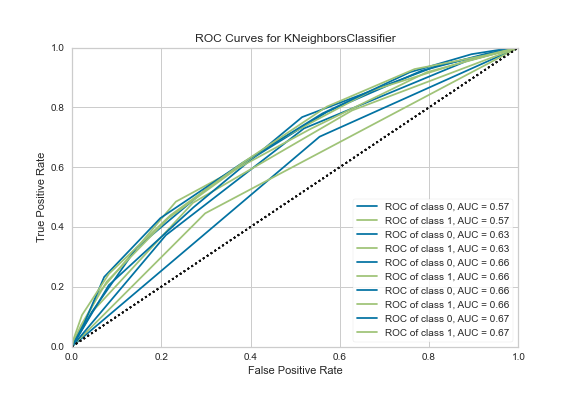 ROC Curves for KNeighborsClassifier
True Positive Rate
1.0
0.8
0.6
0.4
0.2
0.0
ROC of class 0, AUC = 0.57
ROC of class 1, AUC = 0.57
ROC of class 0, AUC = 0.63
ROC of class 1, AUC = 0.63
ROC of class 0, AUC = 0.66
ROC of class 1, AUC = 0.66
ROC of class 0, AUC = 0.66
ROC of class 1, AUC = 0.66
ROC of class 0, AUC = 0.67
ROC of class 1, AUC = 0.67
0.0 0.2 0.4 0.6 0.8 1.0
False Positive Rate